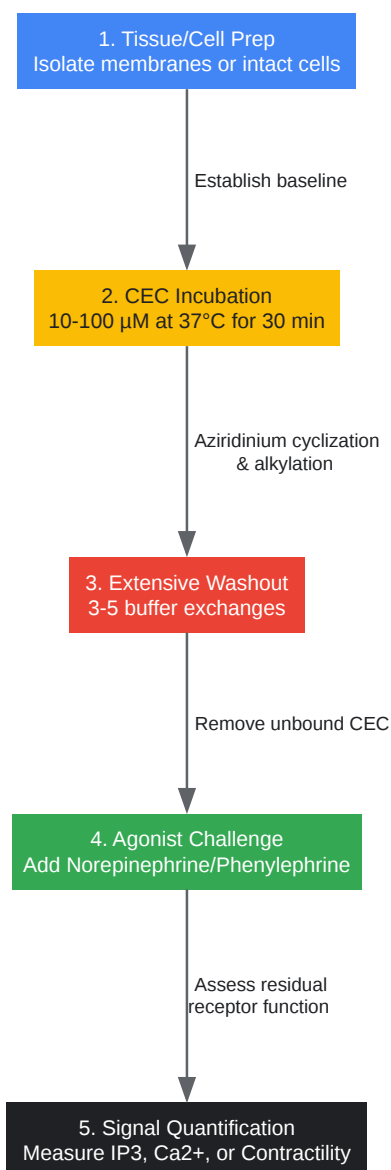 1. Tissue/Cell Prep
Isolate membranes or intact cells
Establish baseline
2. CEC Incubation
10-100 µM at 37°C for 30 min
Aziridinium cyclization
& alkylation
3. Extensive Washout
3-5 buffer exchanges
Remove unbound CEC
4. Agonist Challenge
Add Norepinephrine/Phenylephrine
Assess residual
receptor function
5. Signal Quantification
Measure IP3, Ca2+, or Contractility